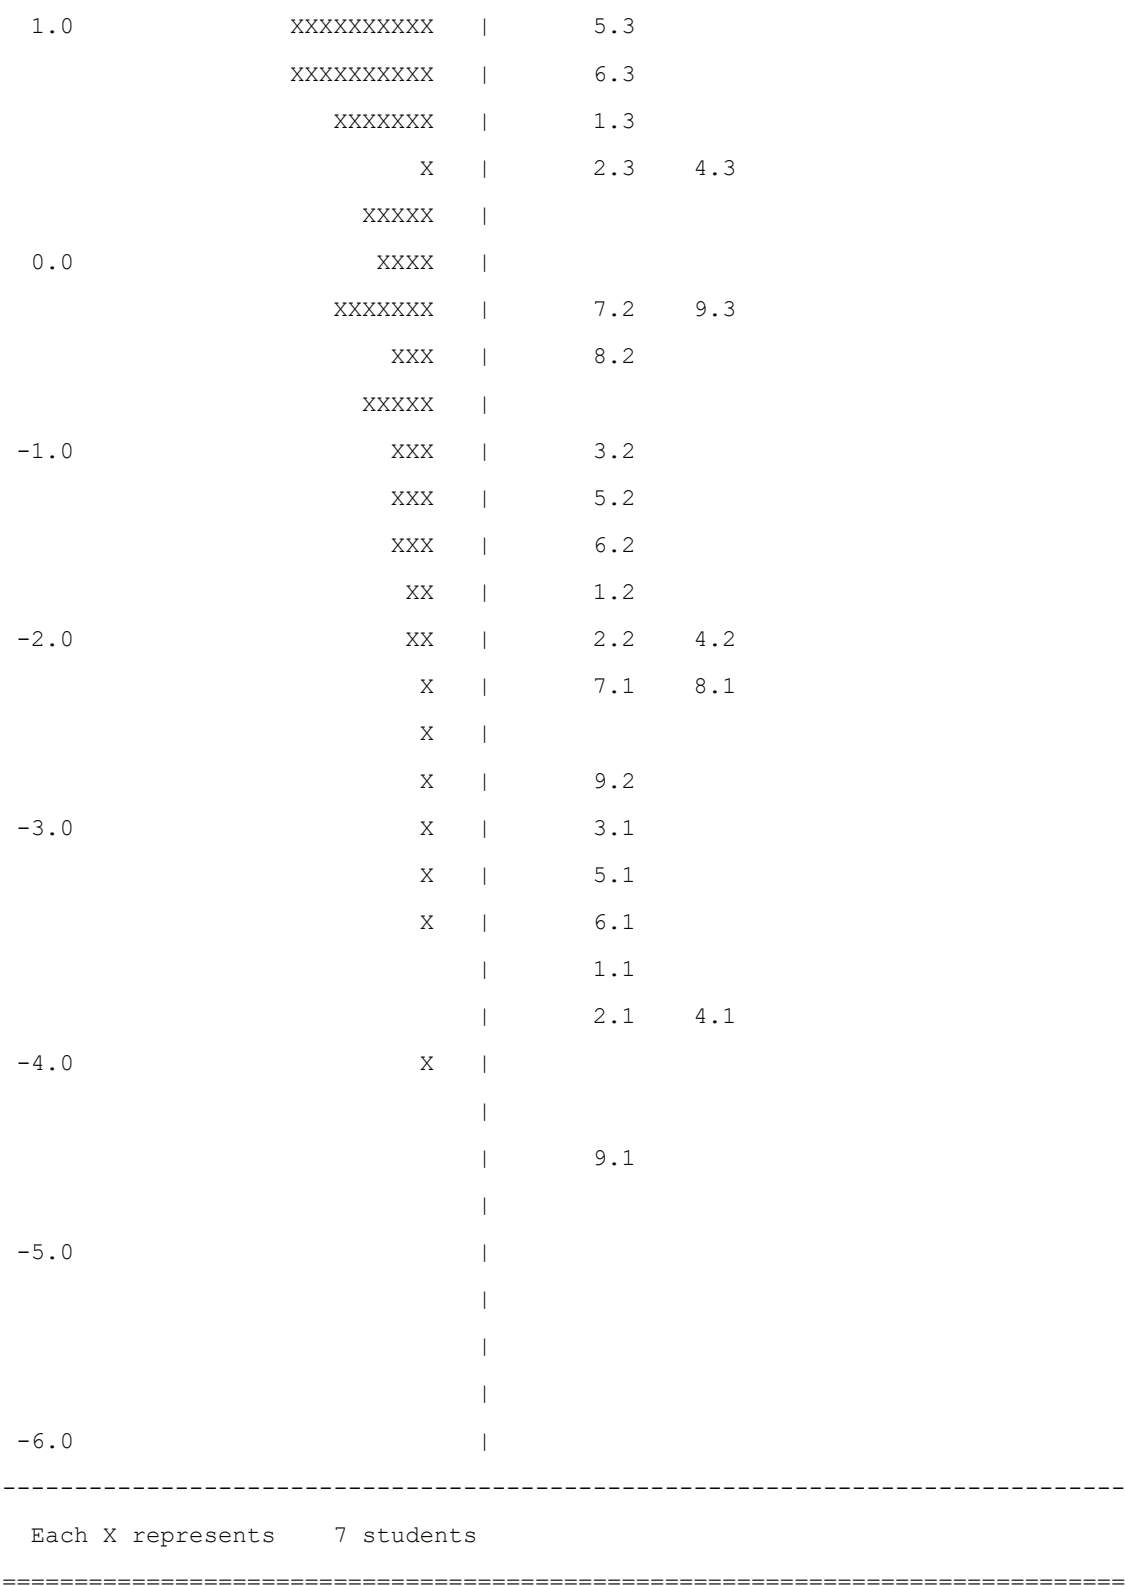 1.0 XXXXXXXXXX | 5.3
XXXXXXXXXX | 6.3
XXXXXXX | 1.3
X | 2.3 4.3
XXXXX |
0.0 XXXX |
XXXXXXX | 7.2 9.3
XXX | 8.2
XXXXX |
-1.0 XXX | 3.2
XXX | 5.2
XXX | 6.2
XX | 1.2
-2.0 XX | 2.2 4.2
X | 7.1 8.1
X |
X | 9.2
-3.0 X | 3.1
X | 5.1
X | 6.1
| 1.1
| 2.1 4.1
-4.0 X |
|
| 9.1
|
-5.0 |
|
|
|
-6.0 |
------------------------------------------------------------------------------
Each X represents 7 students
==============================================================================